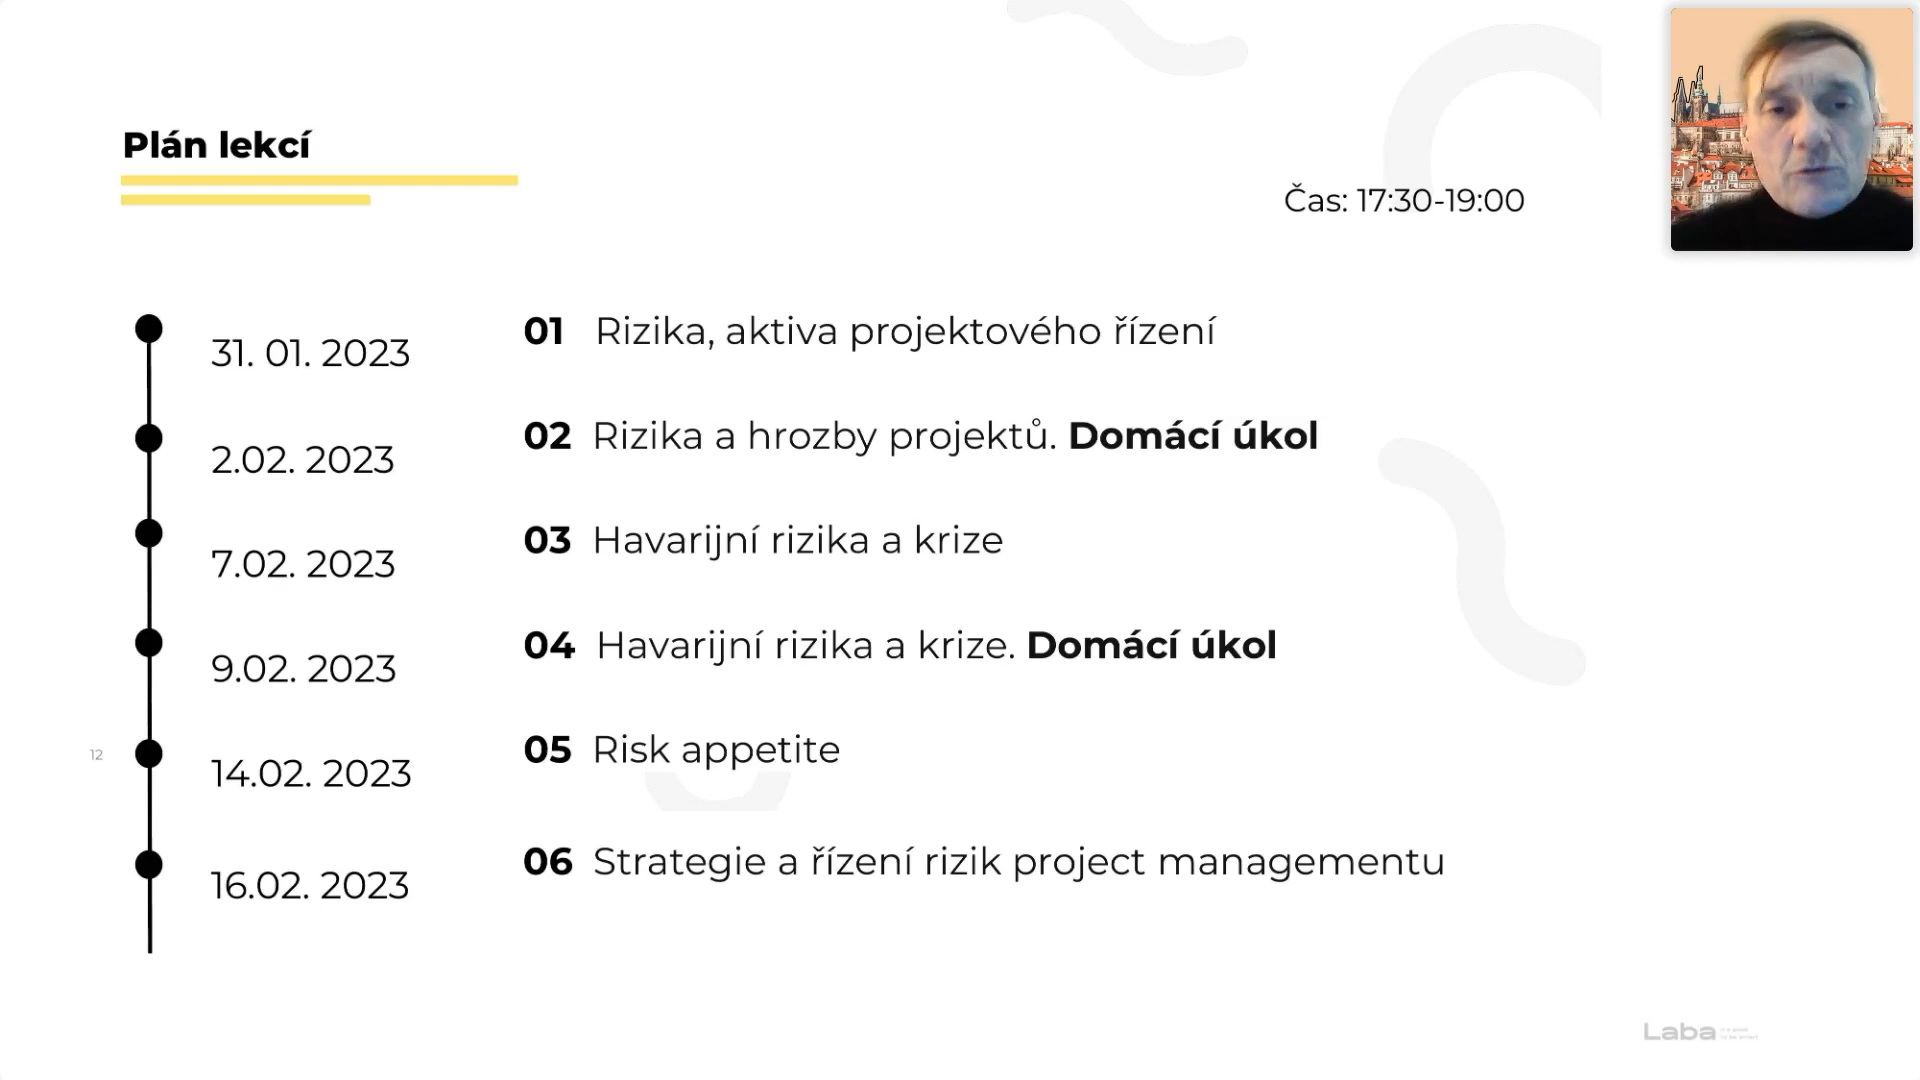 Plán lekcí
Čas: 17:30-19:00
31. 01. 2023
01 Rizika, aktiva projektového řízení
2.02. 2023
02 Rizika a hrozby projektů. Domácí úkol
7.02. 2023
03 Havarijní rizika a krize
9.02. 2023
04 Havarijní rizika a krize. Domácí úkol
12
14.02. 2023
05 Risk appetite
16.02. 2023
06 Strategie a řízení rizik project managementu
Laba